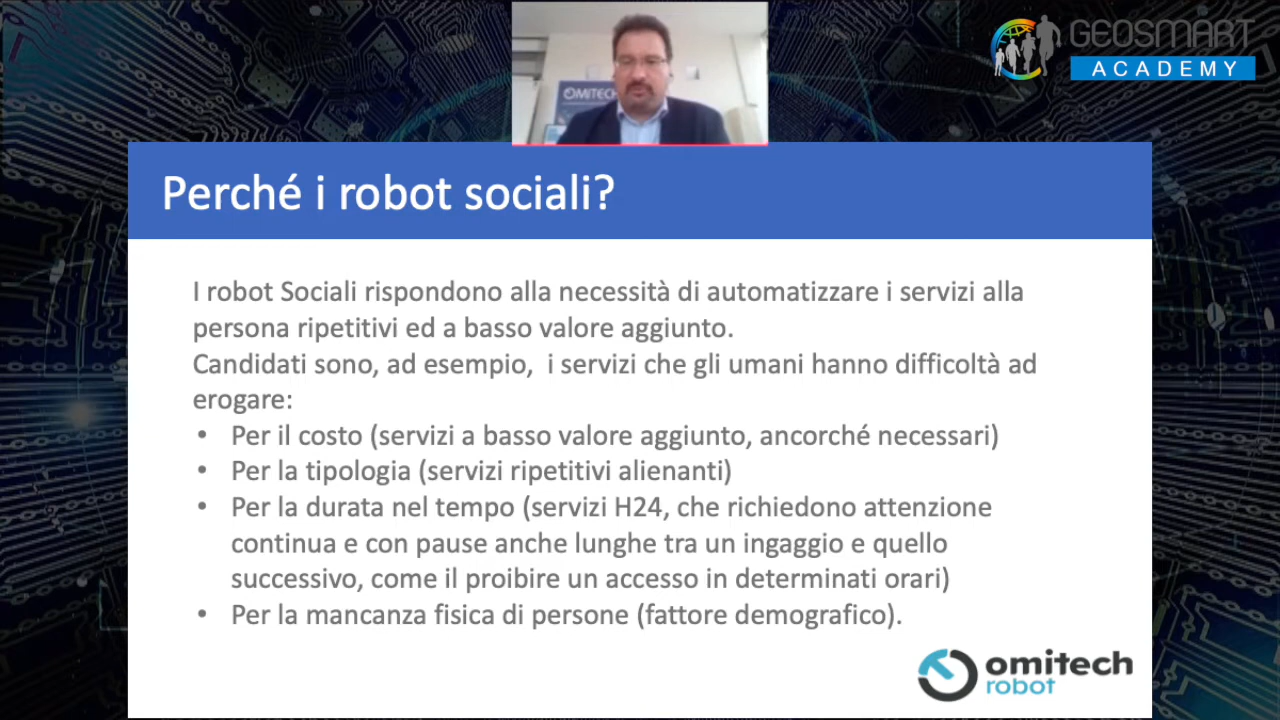 OMITECH
GEOSMART
ACADEMY
Perché i robot sociali?
I robot Sociali rispondono alla necessità di automatizzare i servizi alla
persona ripetitivi ed a basso valore aggiunto.
Candidati sono, ad esempio,  i servizi che gli umani hanno difficoltà ad
erogare:
• Per il costo (servizi a basso valore aggiunto, ancorché necessari)
• Per la tipologia (servizi ripetitivi alienanti)
• Per la durata nel tempo (servizi H24, che richiedono attenzione
continua e con pause anche lunghe tra un ingaggio e quello
successivo, come il proibire un accesso in determinati orari)
• Per la mancanza fisica di persone (fattore demografico).
omitech
robot